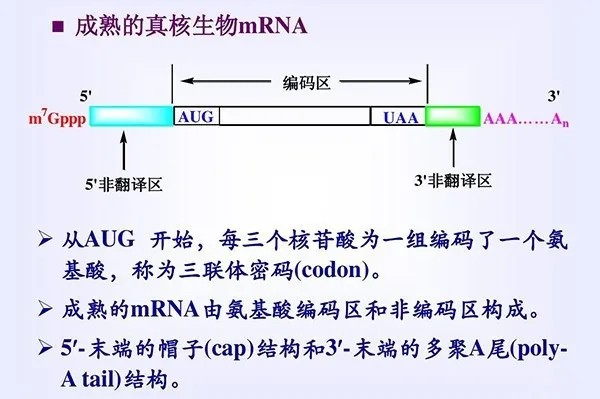 ■ 成熟的真核生物mRNA
编码区
5' 3'
m⁷Gppp AUG UAA AAA……Aₙ
5'非翻译区 3'非翻译区
➢ 从AUG 开始，每三个核苷酸为一组编码了一个氨
基酸，称为三联体密码(codon)。
➢ 成熟的mRNA由氨基酸编码区和非编码区构成。
➢ 5′-末端的帽子(cap)结构和3′-末端的多聚A尾(poly-
A tail)结构。